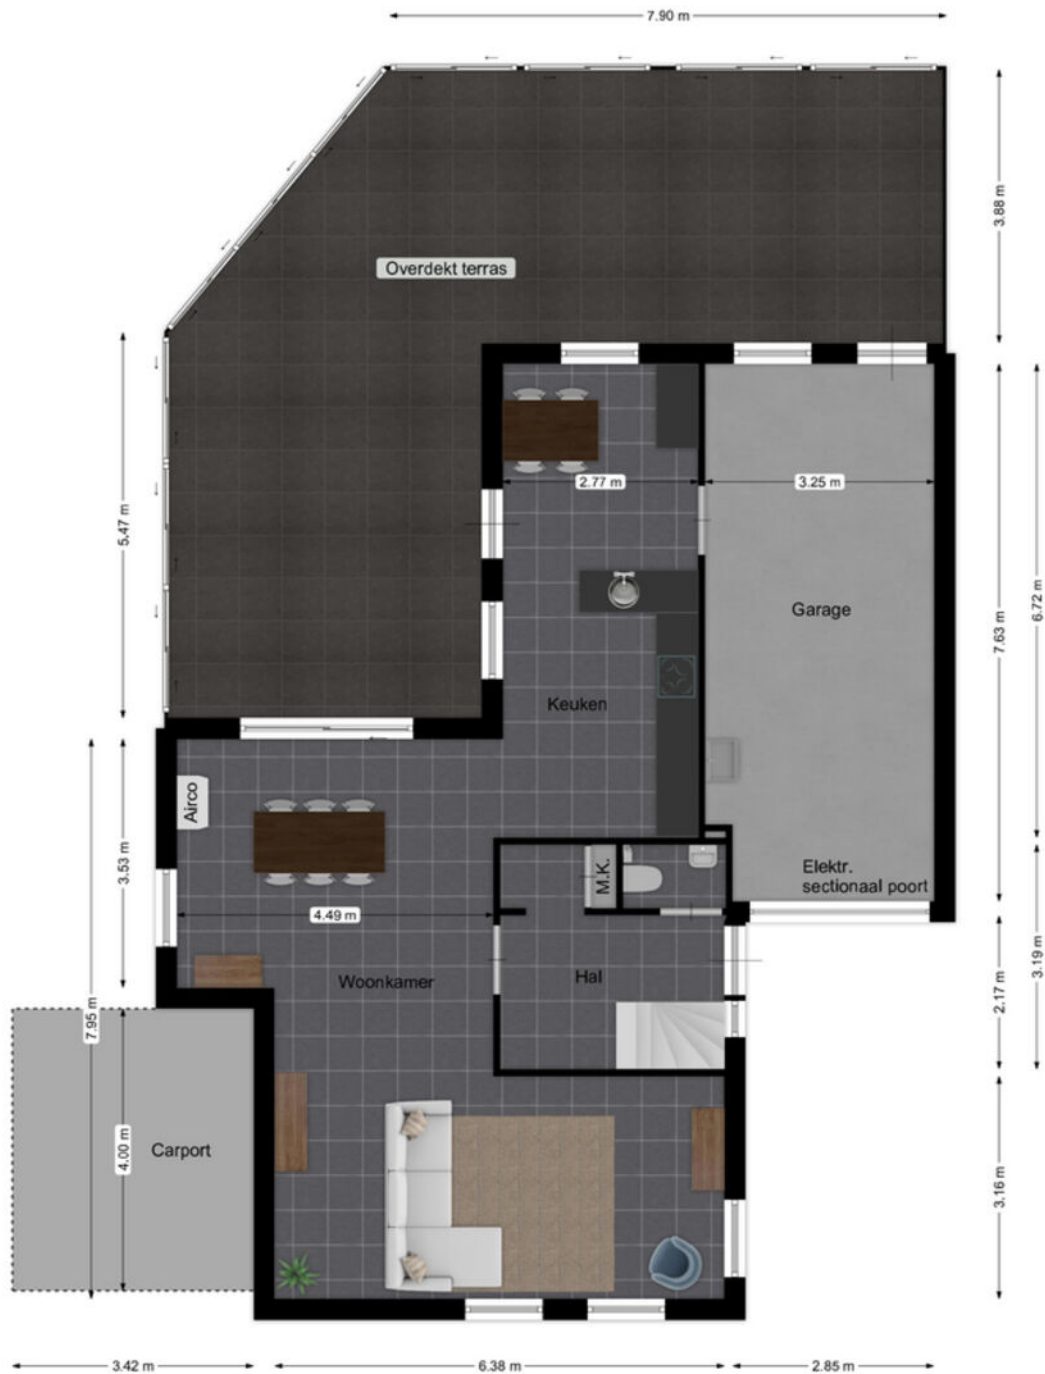 7.90 m
3.88 m
Overdekt terras
5.47 m
2.77 m
3.25 m
6.72 m
7.63 m
Garage
Keuken
Airco
3.53 m
M.K.
Elektr.
sectionaal poort
4.49 m
Woonkamer
Hal
2.17 m
3.19 m
7.95 m
4.00 m
Carport
3.16 m
3.42 m
6.38 m
2.85 m